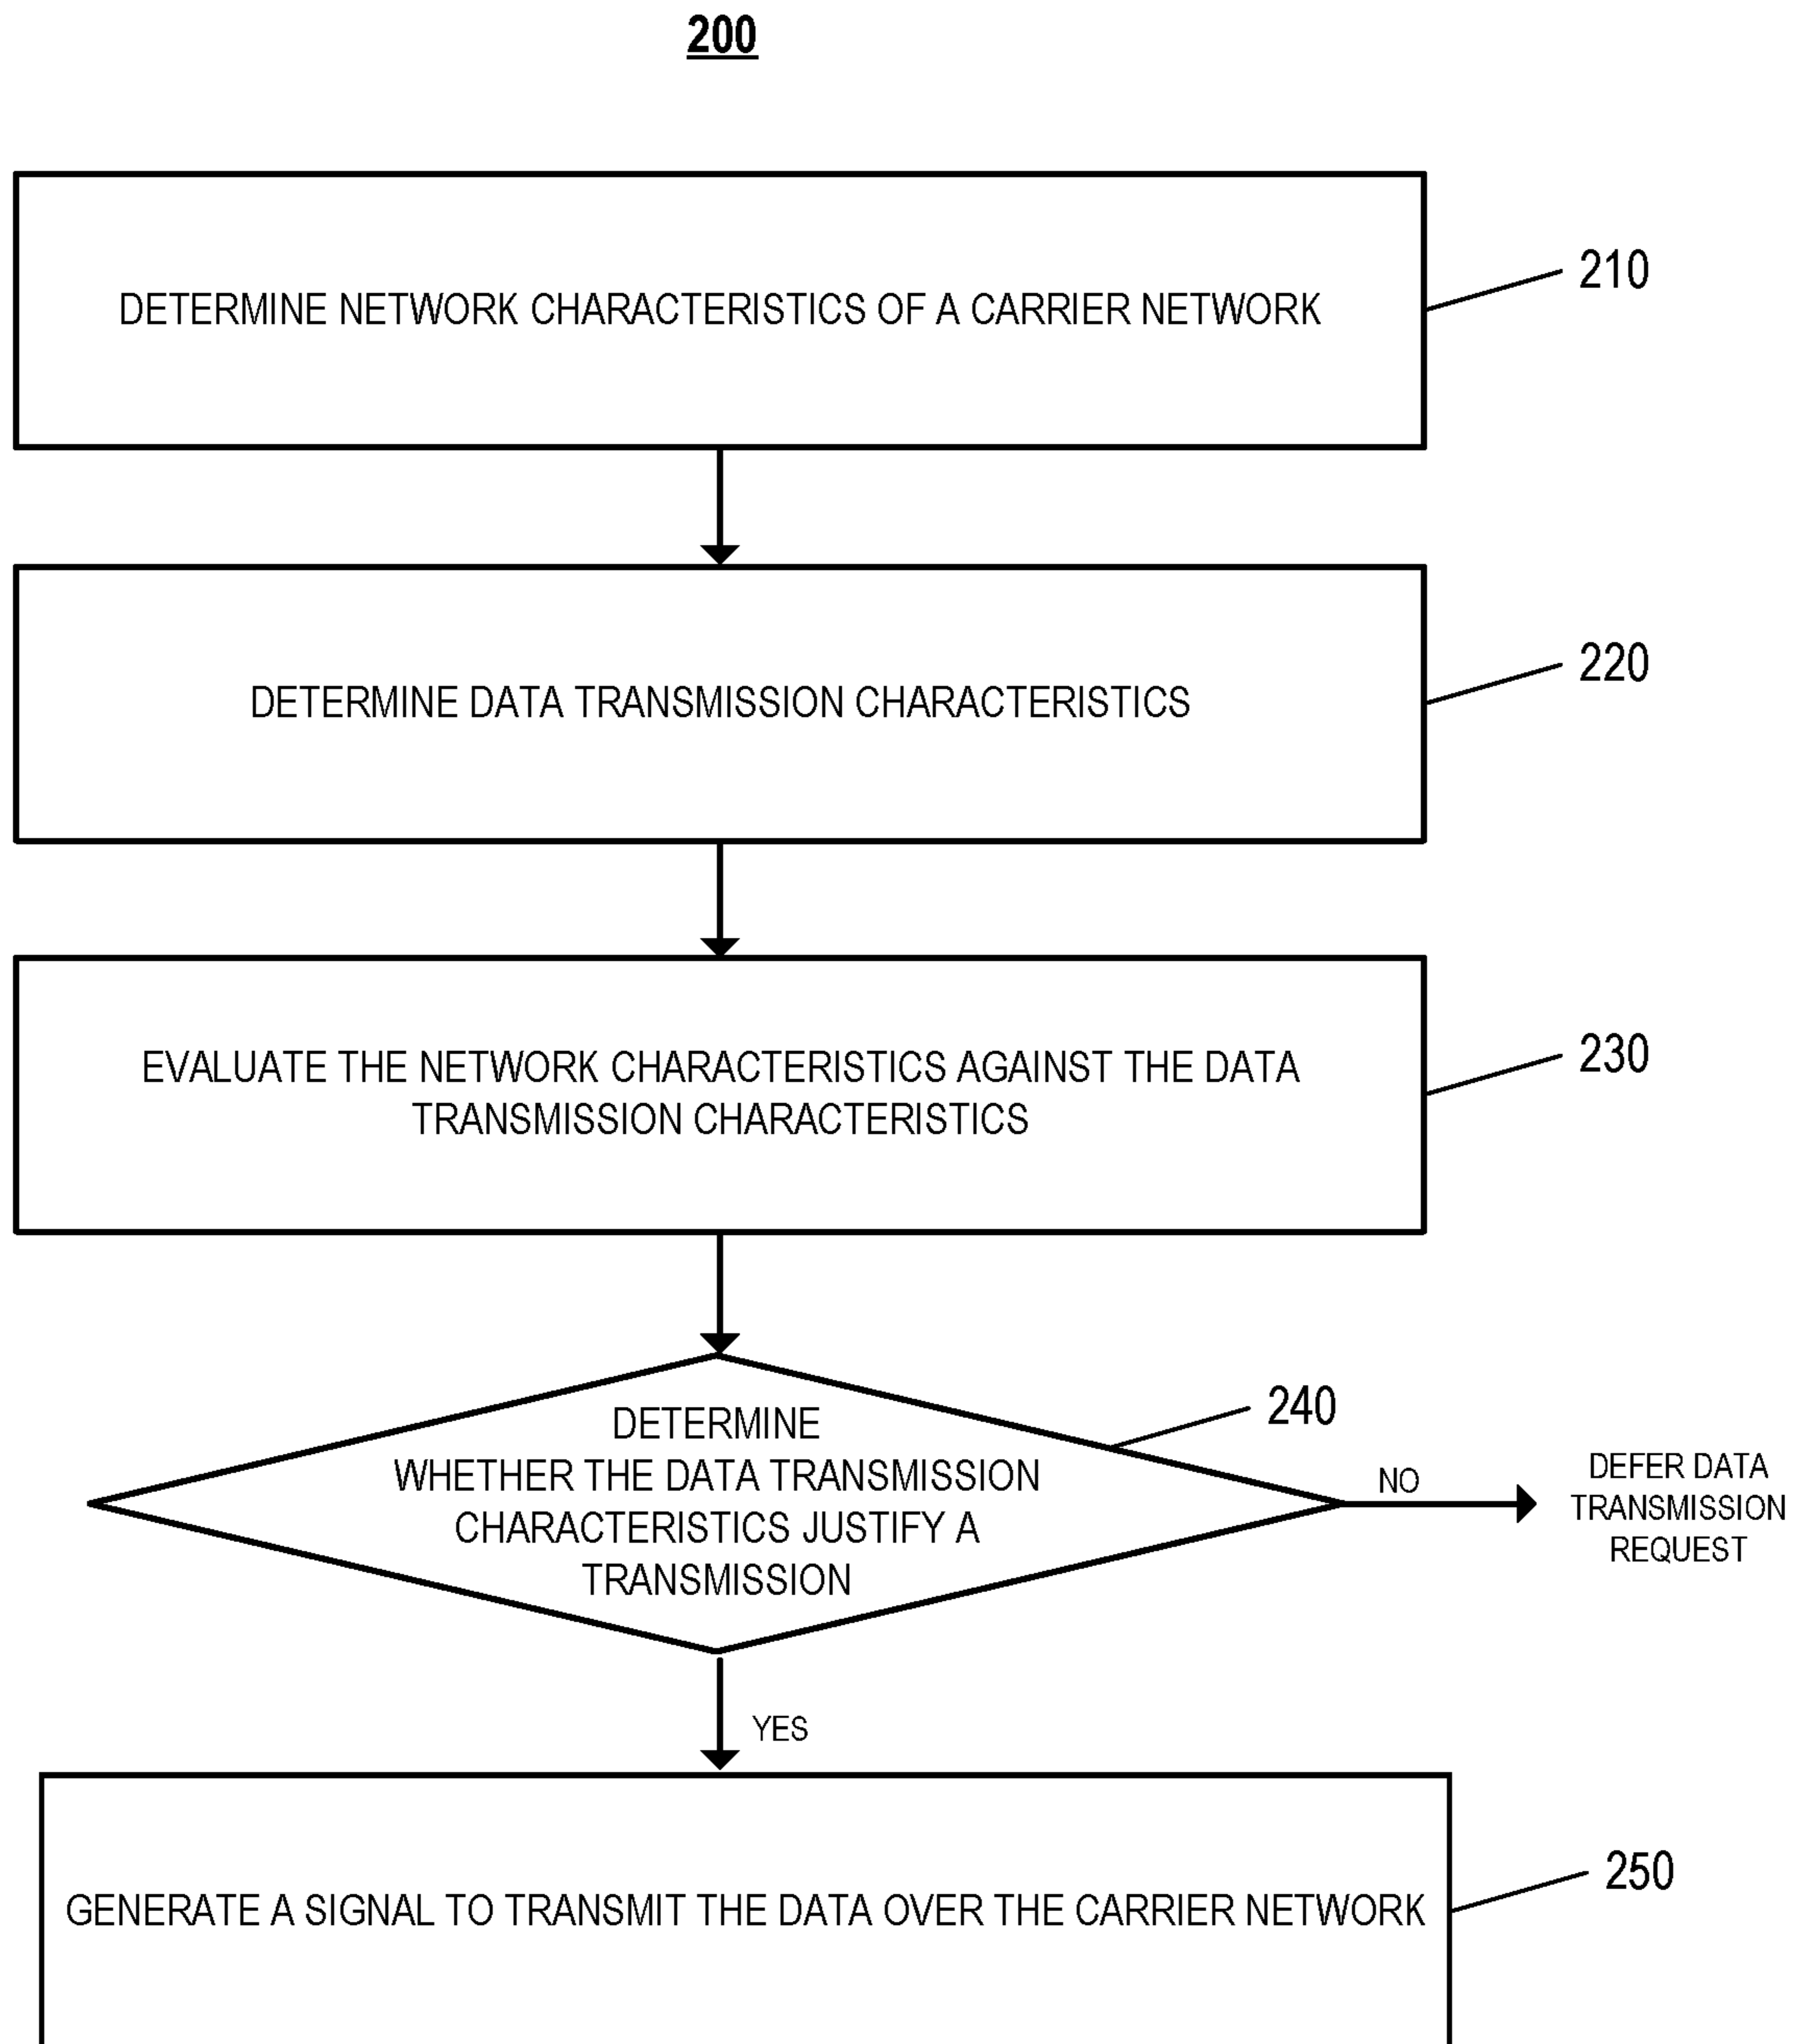 200
DETERMINE NETWORK CHARACTERISTICS OF A CARRIER NETWORK
210
DETERMINE DATA TRANSMISSION CHARACTERISTICS
220
EVALUATE THE NETWORK CHARACTERISTICS AGAINST THE DATA
TRANSMISSION CHARACTERISTICS
230
DETERMINE
WHETHER THE DATA TRANSMISSION
CHARACTERISTICS JUSTIFY A
TRANSMISSION
240
NO
DEFER DATA
TRANSMISSION
REQUEST
YES
GENERATE A SIGNAL TO TRANSMIT THE DATA OVER THE CARRIER NETWORK
250